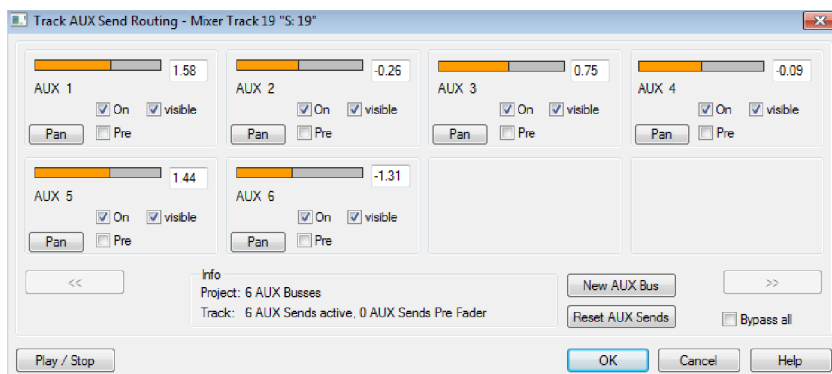 Track AUX Send Routing - Mixer Track 19 "S: 19"
1.58
AUX 1
On visible
Pan Pre
-0.26
AUX 2
On visible
Pan Pre
0.75
AUX 3
On visible
Pan Pre
-0.09
AUX 4
On visible
Pan Pre
1.44
AUX 5
On visible
Pan Pre
-1.31
AUX 6
On visible
Pan Pre
<<
Info
Project: 6 AUX Busses
Track: 6 AUX Sends active, 0 AUX Sends Pre Fader
New AUX Bus
Reset AUX Sends
>>
Bypass all
Play / Stop
OK
Cancel
Help